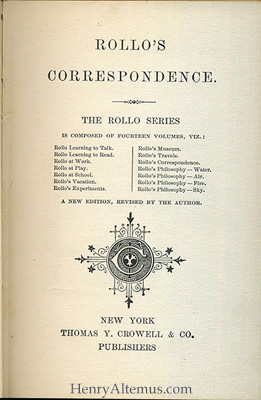 ROLLO'S
CORRESPONDENCE.
THE ROLLO SERIES
IS COMPOSED OF FOURTEEN VOLUMES, VIZ.:
Rollo Learning to Talk.
Rollo Learning to Read.
Rollo at Work.
Rollo at Play.
Rollo at School.
Rollo's Vacation.
Rollo's Experiments.
Rollo's Museum.
Rollo's Travels.
Rollo's Correspondence.
Rollo's Philosophy—Water.
Rollo's Philosophy—Air.
Rollo's Philosophy—Fire.
Rollo's Philosophy—Sky.
A NEW EDITION, REVISED BY THE AUTHOR.
NEW YORK
THOMAS Y. CROWELL & CO.
PUBLISHERS
HenryAltemus.com